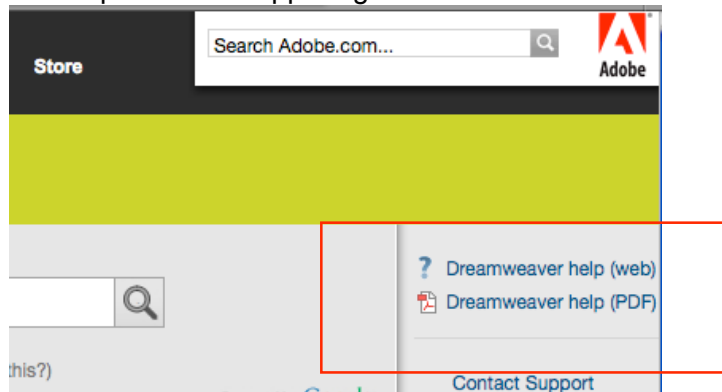 Search Adobe.com...
Store
Adobe
Dreamweaver help (web)
Dreamweaver help (PDF)
this?)
Contact Support